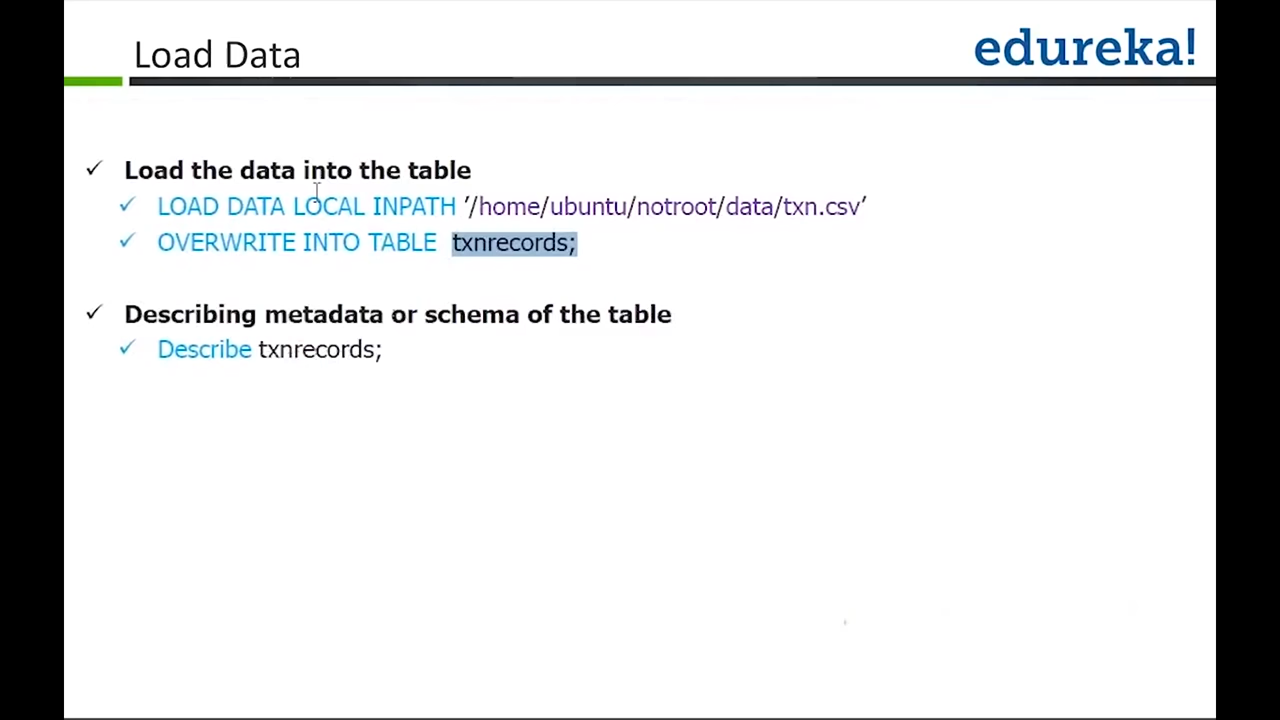 Load Data
edureka!
✓ Load the data into the table
✓ LOAD DATA LOCAL INPATH ’/home/ubuntu/notroot/data/txn.csv’
✓ OVERWRITE INTO TABLE txnrecords;
✓ Describing metadata or schema of the table
✓ Describe txnrecords;